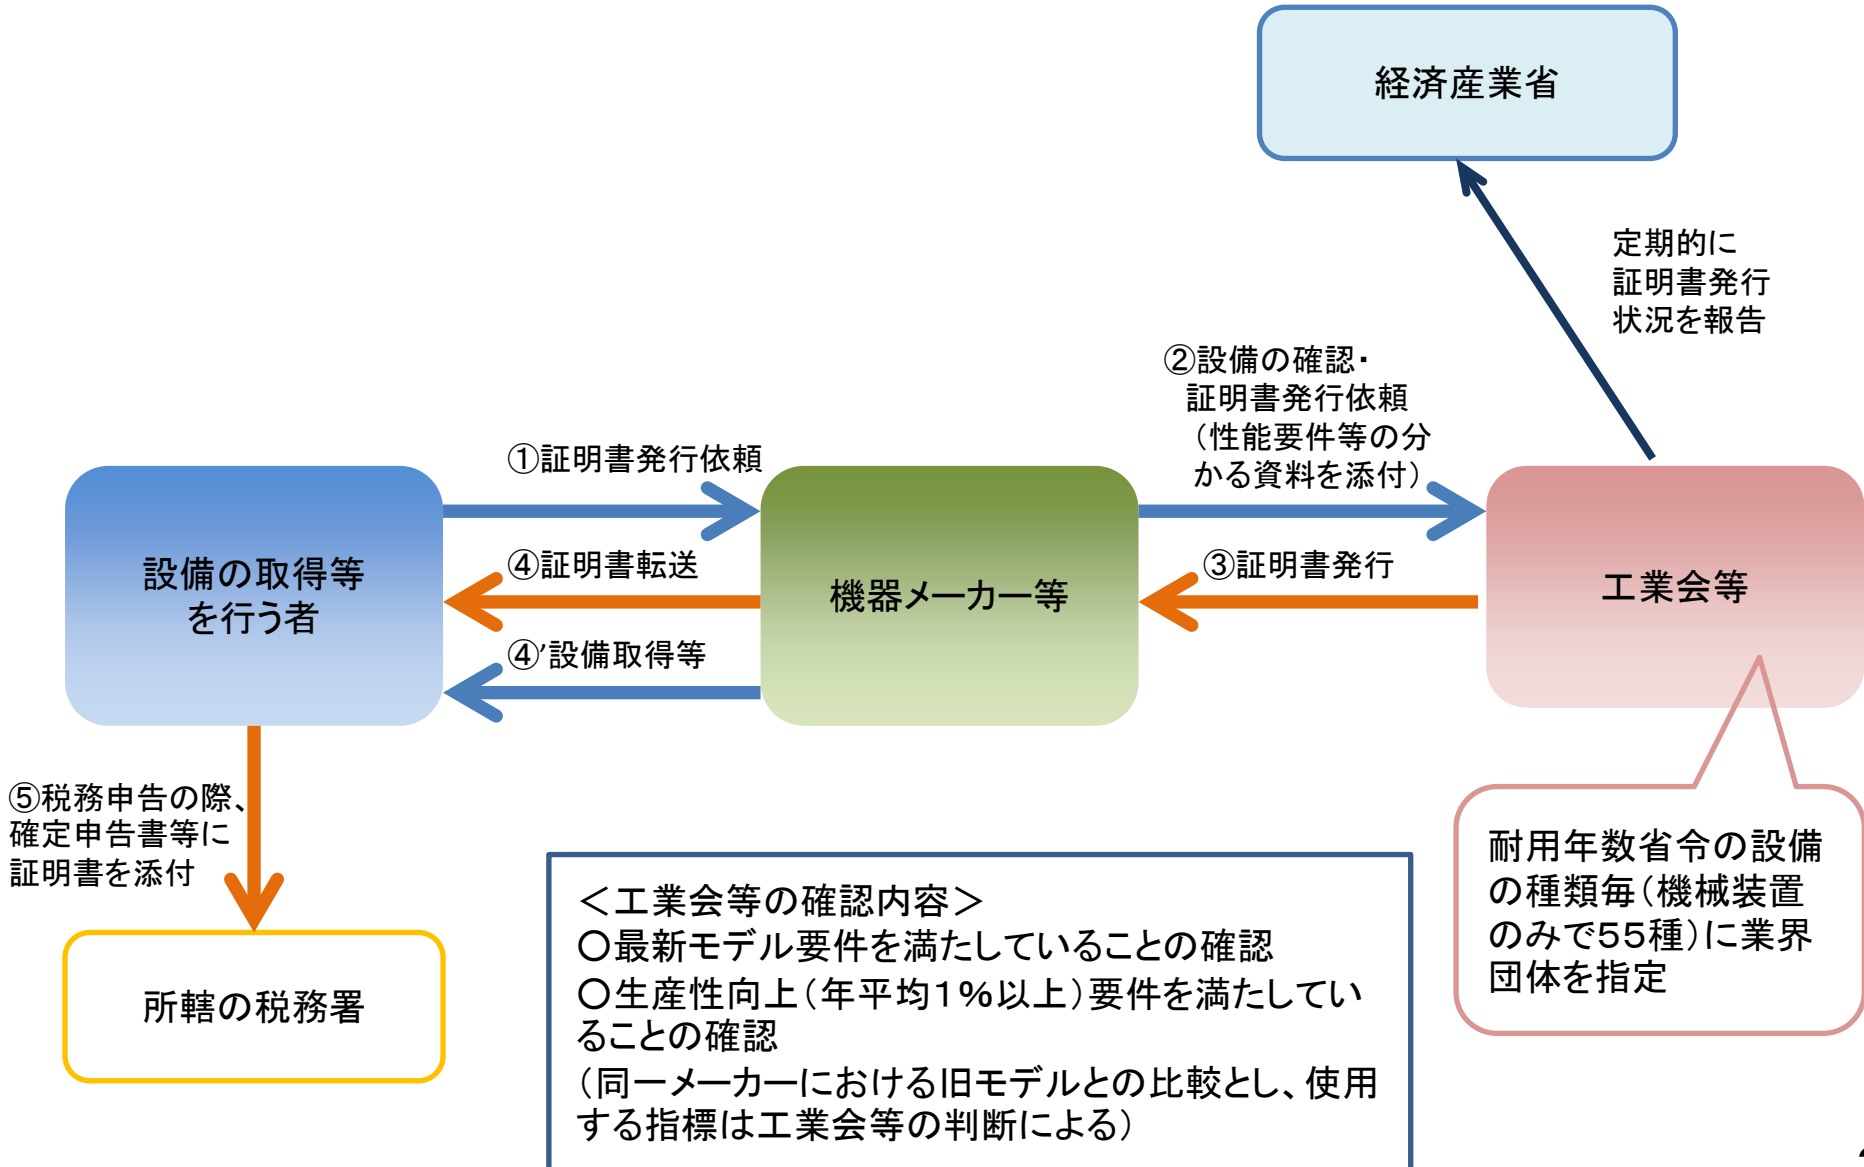 経済産業省
定期的に
証明書発行
状況を報告
②設備の確認・
証明書発行依頼
（性能要件等の分
かる資料を添付）
①証明書発行依頼
④証明書転送
③証明書発行
設備の取得等
を行う者
機器メーカー等
工業会等
④’設備取得等
⑤税務申告の際、
確定申告書等に
証明書を添付
所轄の税務署
＜工業会等の確認内容＞
○最新モデル要件を満たしていることの確認
○生産性向上（年平均１％以上）要件を満たしてい
ることの確認
（同一メーカーにおける旧モデルとの比較とし、使用
する指標は工業会等の判断による）
耐用年数省令の設備
の種類毎（機械装置
のみで５５種）に業界
団体を指定